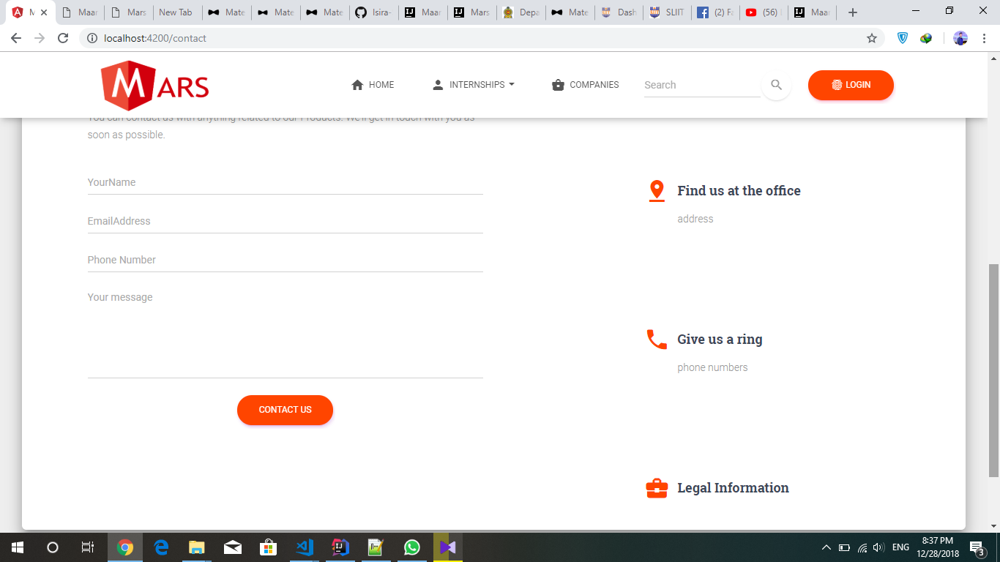 M
Maar
Mars
New Tab
Mate
Mate
Mate
Isira-
Maar
Mars
Depa
Mate
Dash
SLIIT
(2) Fa
(56)
Maar
localhost:4200/contact
MARS
HOME
INTERNSHIPS
COMPANIES
Search
LOGIN
You can contact us with anything related to our Products. We'll get in touch with you as
soon as possible.
YourName
EmailAddress
Phone Number
Your message
CONTACT US
Find us at the office
address
Give us a ring
phone numbers
Legal Information
ENG
8:37 PM
12/28/2018
3